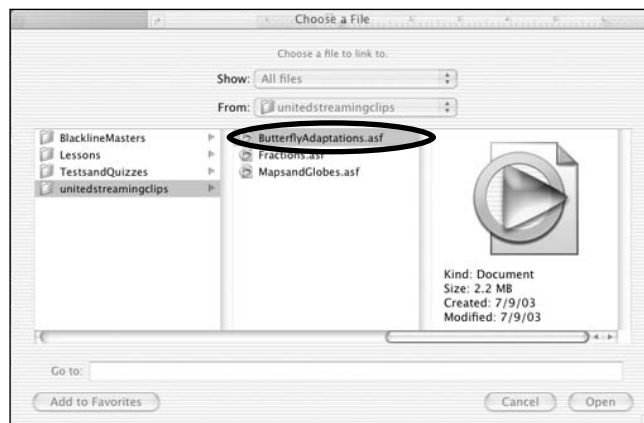 Choose a File
Choose a file to link to.
Show: All files
From: unitedstreamingclips
BlacklineMasters
Lessons
TestsandQuizzes
unitedstreamingclips
ButterflyAdaptations.asf
Fractions.asf
MapsandGlobes.asf
Kind: Document
Size: 2.2 MB
Created: 7/9/03
Modified: 7/9/03
Go to:
Add to Favorites
Cancel
Open